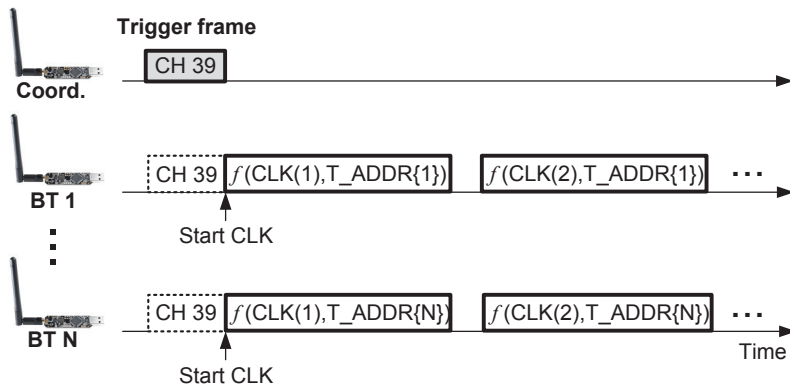 Trigger frame
CH 39
Coord.
CH 39 f(CLK(1),T_ADDR{1}) f(CLK(2),T_ADDR{1}) ...
BT 1
Start CLK
CH 39 f(CLK(1),T_ADDR{N}) f(CLK(2),T_ADDR{N}) ...
BT N
Time
Start CLK